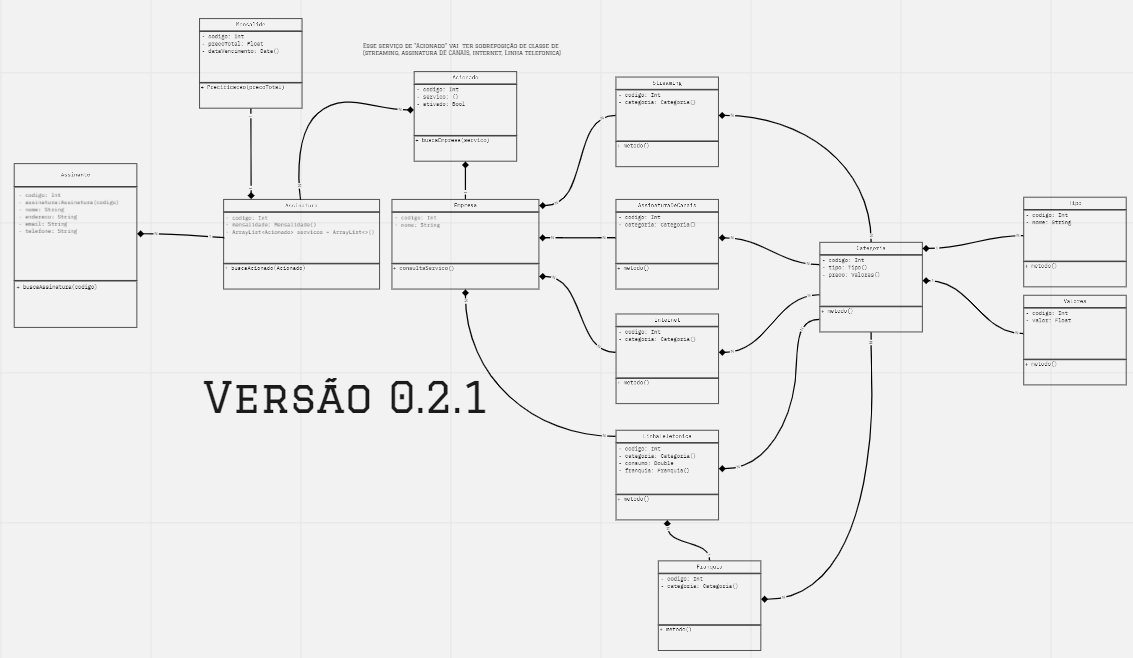 Mensalide
- codigo: Int
- precoTotal: Float
- dataVencimento: Date()
+ Precificacao(precoTotal)
Esse serviço de "Acionado" vai ter sobreposição de classe de
(streaming, assinatura de canais, internet, Linha telefonica)
Acionado
- codigo: Int
- servico: ()
- ativado: Bool
+ buscaEmpresa(servico)
Streaming
- codigo: Int
- categoria: Categoria()
+ metodo()
Assinante
- codigo: Int
- assinatura:Assinatura(codigo)
- nome: String
- endereco: String
- email: String
- telefone: String
+ buscaAssinatura(codigo)
Assinatura
- codigo: Int
- mensalidade: Mensalidade()
- ArrayList<Acionado> servicos = ArrayList<>()
+ buscaAcionado(Acionado)
Empresa
- codigo: Int
- nome: String
+ consultaServico()
AssinaturaDeCanais
- codigo: Int
- categoria: Categoria()
+ metodo()
Tipo
- codigo: Int
- nome: String
+ metodo()
Categoria
- codigo: Int
- tipo: Tipo()
- preco: Valores()
+ metodo()
Valores
- codigo: Int
- valor: Float
+ metodo()
Internet
- codigo: Int
- categoria: Categoria()
+ metodo()
Versão 0.2.1
LinhaTelefonica
- codigo: Int
- categoria: Categoria()
- consumo: Double
- franquia: Franquia()
+ metodo()
Franquia
- codigo: Int
- categoria: Categoria()
+ metodo()